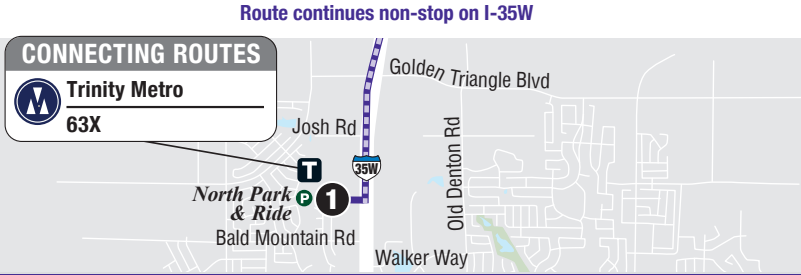 Route continues non-stop on I-35W
CONNECTING ROUTES
Trinity Metro
63X
Golden Triangle Blvd
Josh Rd
Old Denton Rd
T
35W
North Park
& Ride
P
1
Bald Mountain Rd
Walker Way